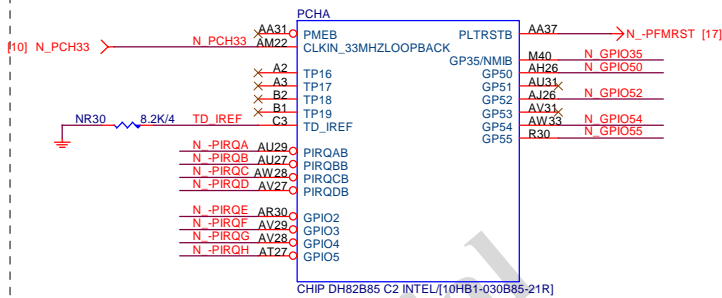 PCHA
AA31 PMEB PLTRSTB AA37 N_-PFMRST [17]
[10] N_PCH33 N_PCH33 AM22 CLKIN_33MHZLOOPBACK
GP35/NMIB M40 N_GPIO35
A2 TP16 GP50 AH26 N_GPIO50
A3 TP17 GP51 AU31
B2 TP18 GP52 AJ26 N_GPIO52
B1 TP19 GP53 AV31
NR30 8.2K/4 TD_IREF C3 TD_IREF GP54 AW33 N_GPIO54
GP55 R30 N_GPIO55
N_-PIRQA AU29 PIRQAB
N_-PIRQB AU27 PIRQBB
N_-PIRQC AW28 PIRQCB
N_-PIRQD AV27 PIRQDB
N_-PIRQE AR30 GPIO2
N_-PIRQF AV29 GPIO3
N_-PIRQG AV28 GPIO4
N_-PIRQH AT27 GPIO5
CHIP DH82B85 C2 INTEL/[10HB1-030B85-21R]